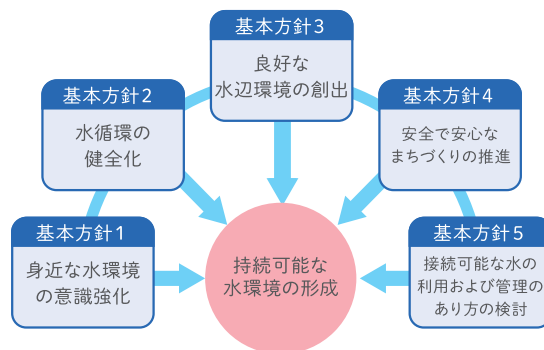 基本方針1
身近な水環境
の意識強化
基本方針2
水循環の
健全化
基本方針3
良好な
水辺環境の創出
基本方針4
安全で安心な
まちづくりの推進
基本方針5
接続可能な水の
利用および管理の
あり方の検討
持続可能な
水環境の形成